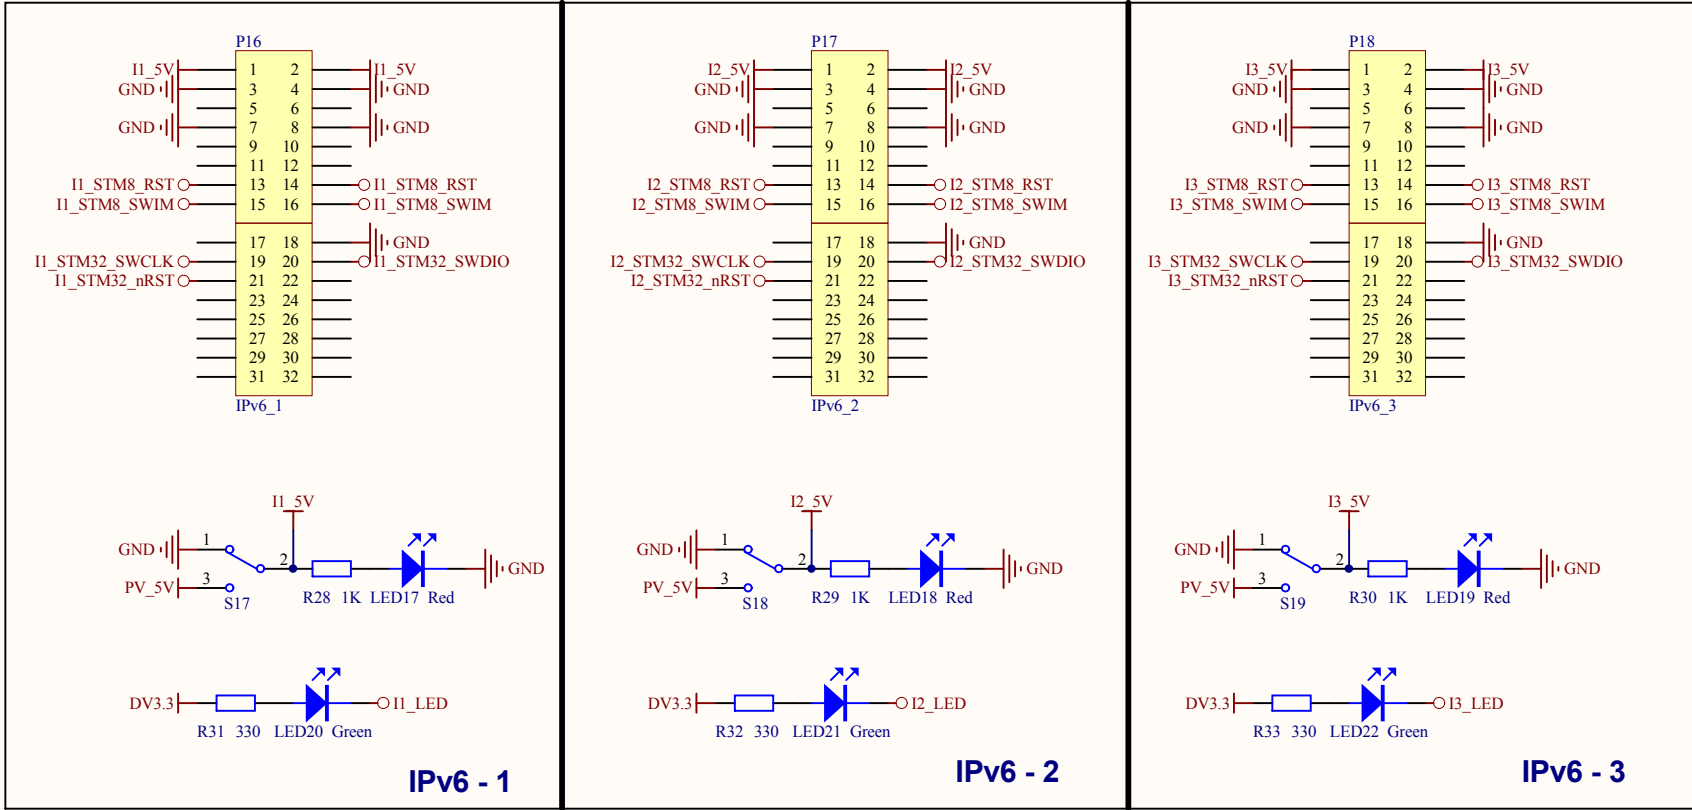 P16
I1_5V 1 2 I1_5V
GND 3 4 GND
5 6
GND 7 8 GND
9 10
11 12
I1_STM8_RST 13 14 I1_STM8_RST
I1_STM8_SWIM 15 16 I1_STM8_SWIM
17 18 GND
I1_STM32_SWCLK 19 20 I1_STM32_SWDIO
I1_STM32_nRST 21 22
23 24
25 26
27 28
29 30
31 32
IPv6_1
I1_5V
GND 1 2 GND
PV_5V 3
S17 R28 1K LED17 Red
DV3.3 I1_LED
R31 330 LED20 Green
IPv6 - 1
P17
I2_5V 1 2 I2_5V
GND 3 4 GND
5 6
GND 7 8 GND
9 10
11 12
I2_STM8_RST 13 14 I2_STM8_RST
I2_STM8_SWIM 15 16 I2_STM8_SWIM
17 18 GND
I2_STM32_SWCLK 19 20 I2_STM32_SWDIO
I2_STM32_nRST 21 22
23 24
25 26
27 28
29 30
31 32
IPv6_2
I2_5V
GND 1 2 GND
PV_5V 3
S18 R29 1K LED18 Red
DV3.3 I2_LED
R32 330 LED21 Green
IPv6 - 2
P18
I3_5V 1 2 I3_5V
GND 3 4 GND
5 6
GND 7 8 GND
9 10
11 12
I3_STM8_RST 13 14 I3_STM8_RST
I3_STM8_SWIM 15 16 I3_STM8_SWIM
17 18 GND
I3_STM32_SWCLK 19 20 I3_STM32_SWDIO
I3_STM32_nRST 21 22
23 24
25 26
27 28
29 30
31 32
IPv6_3
I3_5V
GND 1 2 GND
PV_5V 3
S19 R30 1K LED19 Red
DV3.3 I3_LED
R33 330 LED22 Green
IPv6 - 3